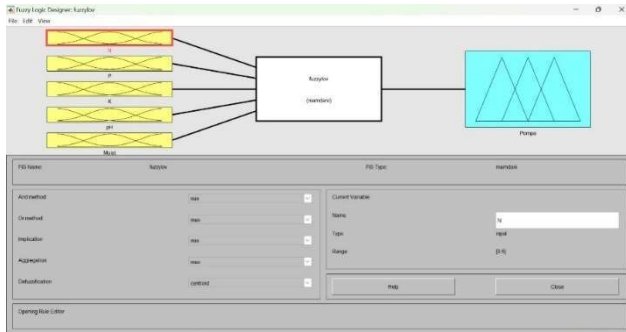 Fuzzy Logic Designer: fuzzylov
File Edit View
N
P
K
pH
Moist
fuzzylov
(mamdani)
Pompa
FIS Name: fuzzylov FIS Type: mamdani
And method min
Or method max
Implication min
Aggregation max
Defuzzification centroid
Current Variable
Name N
Type input
Range
Help Close
Opening Rule Editor